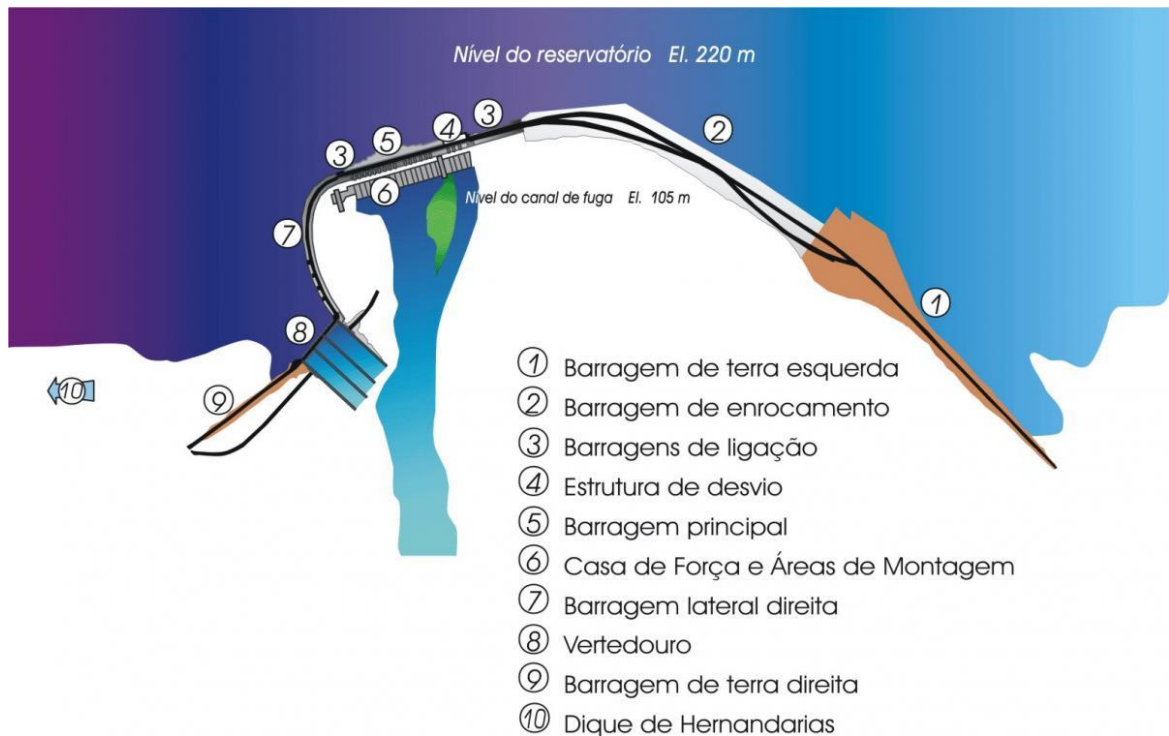 Nível do reservatório El. 220 m
3
4
5
2
3
6
Nível do canal de fuga El. 105 m
7
1
8
10
9
1 Barragem de terra esquerda
2 Barragem de enrocamento
3 Barragens de ligação
4 Estrutura de desvio
5 Barragem principal
6 Casa de Força e Áreas de Montagem
7 Barragem lateral direita
8 Vertedouro
9 Barragem de terra direita
10 Dique de Hernandarias